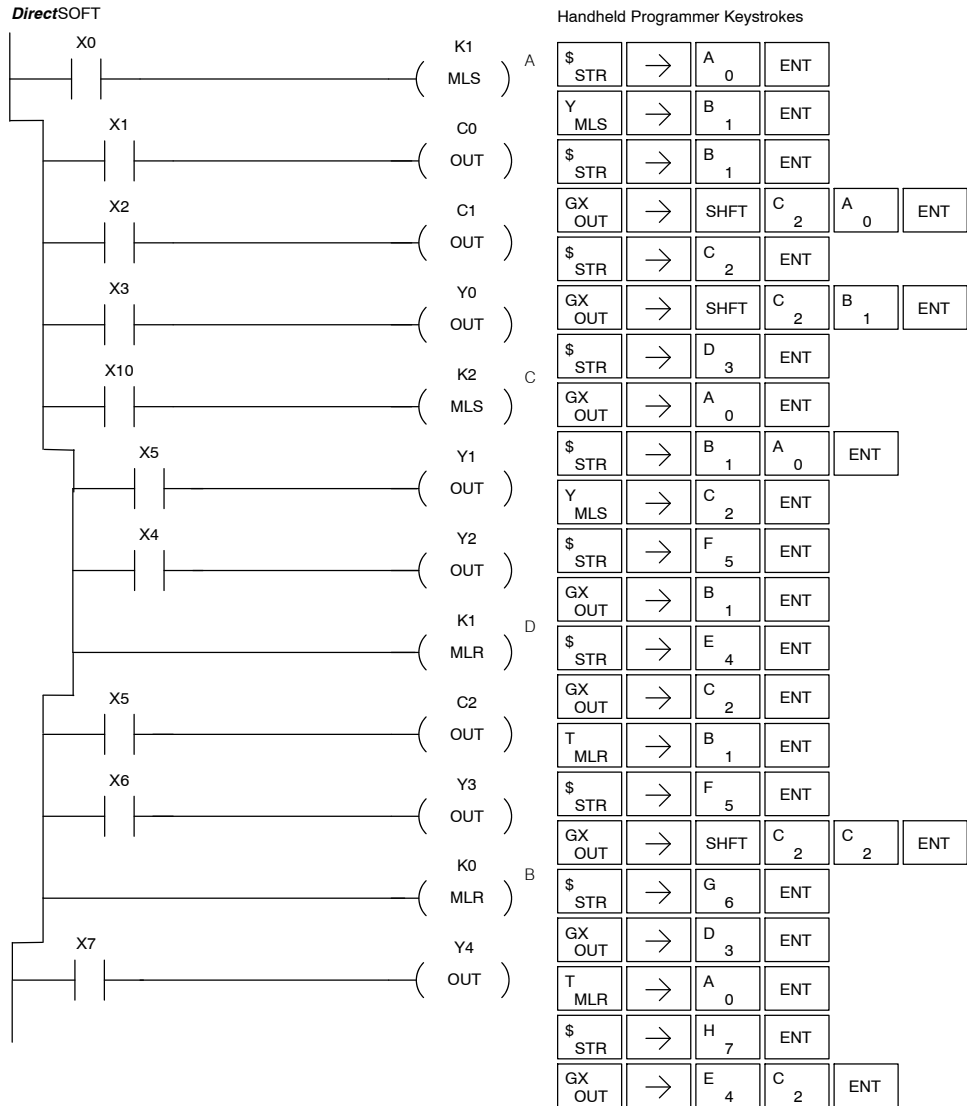 DirectSOFT
X0
K1
MLS
A
X1
C0
OUT
X2
C1
OUT
X3
Y0
OUT
X10
K2
MLS
C
X5
Y1
OUT
X4
Y2
OUT
K1
MLR
D
X5
C2
OUT
X6
Y3
OUT
K0
MLR
B
X7
Y4
OUT
Handheld Programmer Keystrokes
$ STR → A 0 ENT
Y MLS → B 1 ENT
$ STR → B 1 ENT
GX OUT → SHFT C 2 A 0 ENT
$ STR → C 2 ENT
GX OUT → SHFT C 2 B 1 ENT
$ STR → D 3 ENT
GX OUT → A 0 ENT
$ STR → B 1 A 0 ENT
Y MLS → C 2 ENT
$ STR → F 5 ENT
GX OUT → B 1 ENT
$ STR → E 4 ENT
GX OUT → C 2 ENT
T MLR → B 1 ENT
$ STR → F 5 ENT
GX OUT → SHFT C 2 C 2 ENT
$ STR → G 6 ENT
GX OUT → D 3 ENT
T MLR → A 0 ENT
$ STR → H 7 ENT
GX OUT → E 4 C 2 ENT